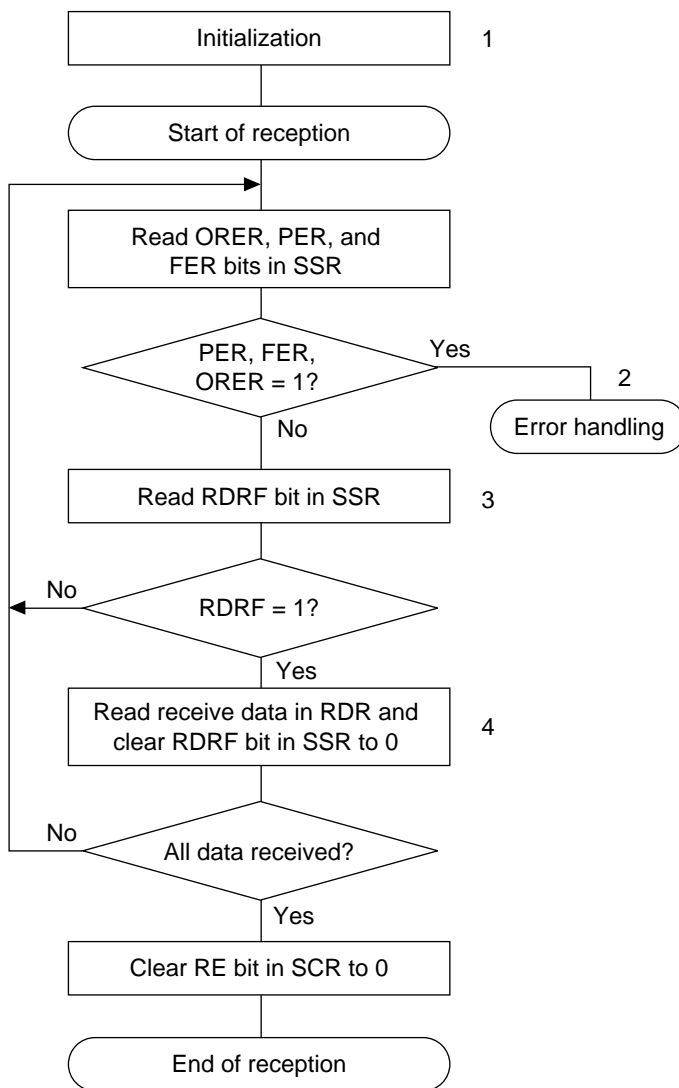 Initialization
1
Start of reception
Read ORER, PER, and
FER bits in SSR
PER, FER,
ORER = 1?
Yes
2
Error handling
No
Read RDRF bit in SSR
3
No
RDRF = 1?
Yes
Read receive data in RDR and
clear RDRF bit in SSR to 0
4
No
All data received?
Yes
Clear RE bit in SCR to 0
End of reception